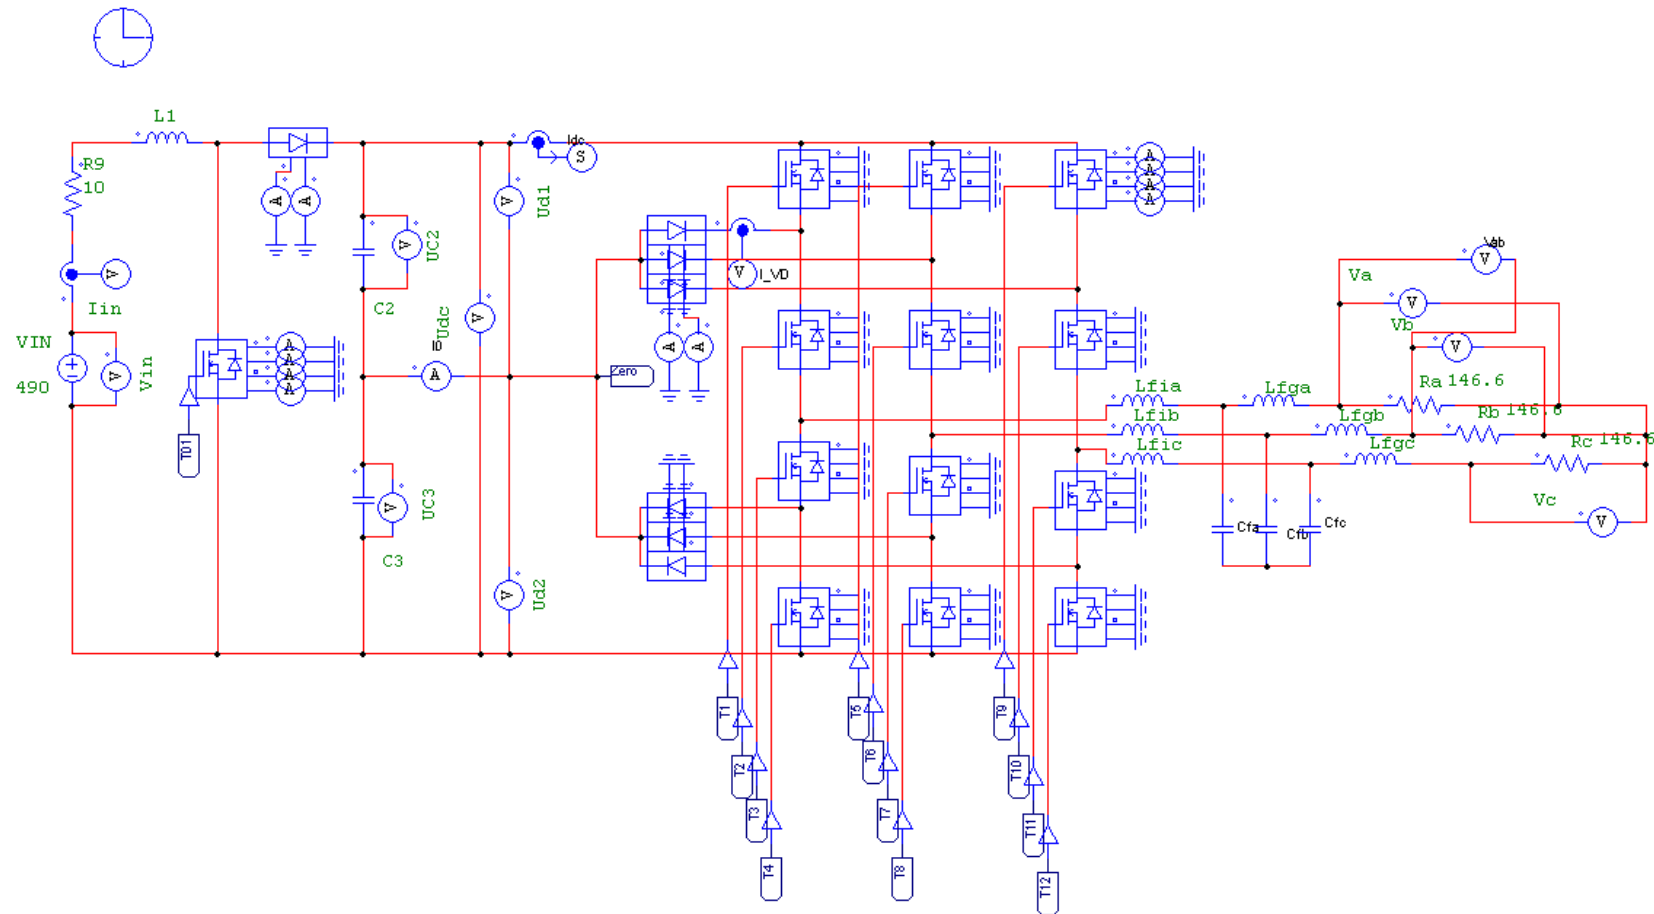 L1
Idc
S
R9
10
A
A
V
Ud1
A
A
A
A
V
UC2
V
I_VD
Vab
V
Va
V
Iin
C2
V
Udc
V
Vb
VIN
490
V
Vin
A
A
A
A
I0
A
A
A
Zero
V
Ra 146.6
Lfia
Lfga
Lfib
Lfgb
Rb 146.6
Lfic
Lfgc
Rc 146.6
T01
V
UC3
Vc
V
Cfa
Cfb
Cfc
C3
V
Ud2
T1
T5
T9
T2
T6
T10
T3
T7
T11
T4
T8
T12